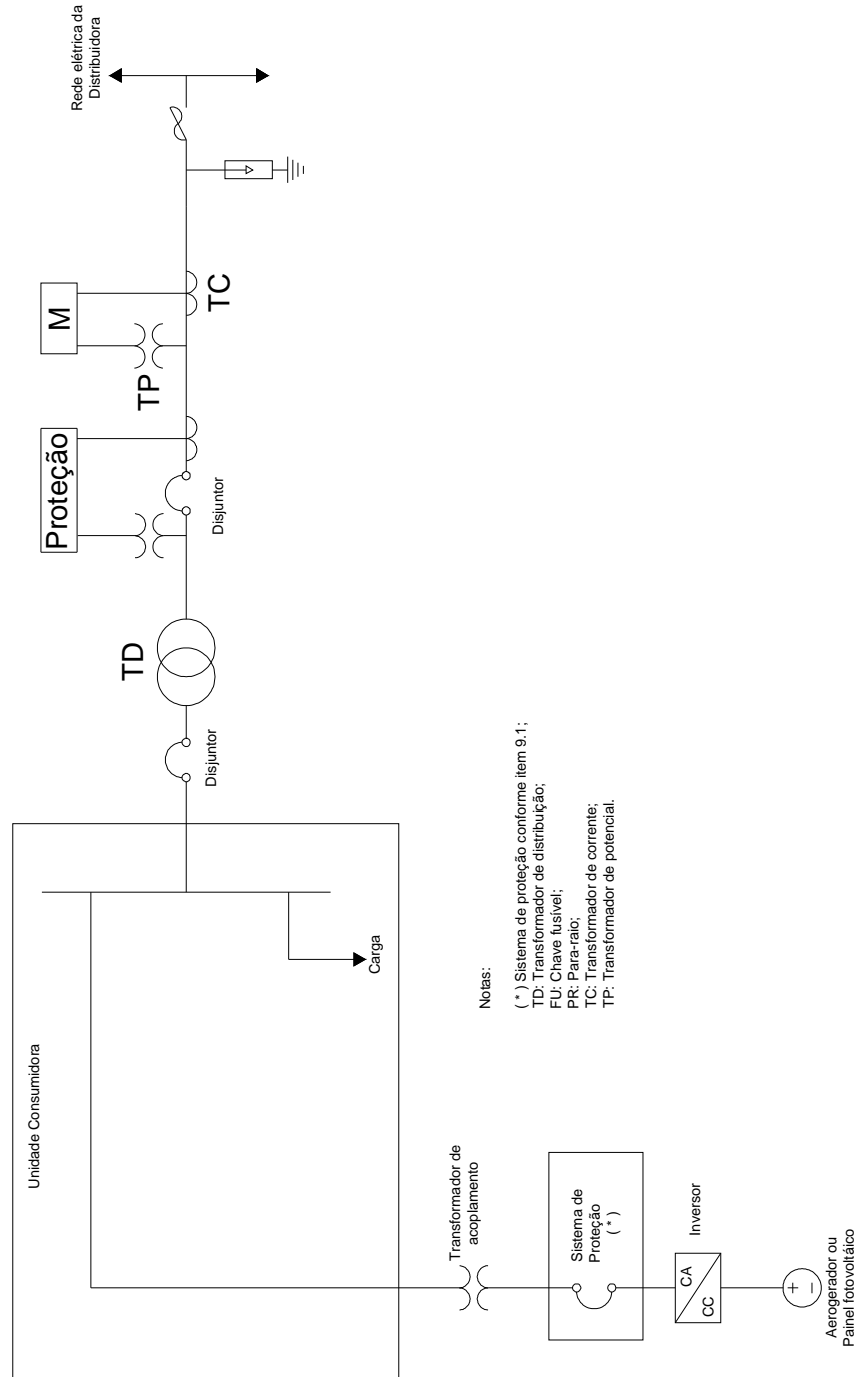 Rede elétrica da
Distribuidora
M
TC
TP
Proteção
Disjuntor
TD
Disjuntor
Unidade Consumidora
Carga
Notas:
( * ) Sistema de proteção conforme item 9.1;
TD: Transformador de distribuição;
FU: Chave fusível;
PR: Para-raio;
TC: Transformador de corrente;
TP: Transformador de potencial.
Transformador de
acoplamento
Sistema de
Proteção
( * )
Inversor
CA
CC
Aerogerador ou
Painel fotovoltáico